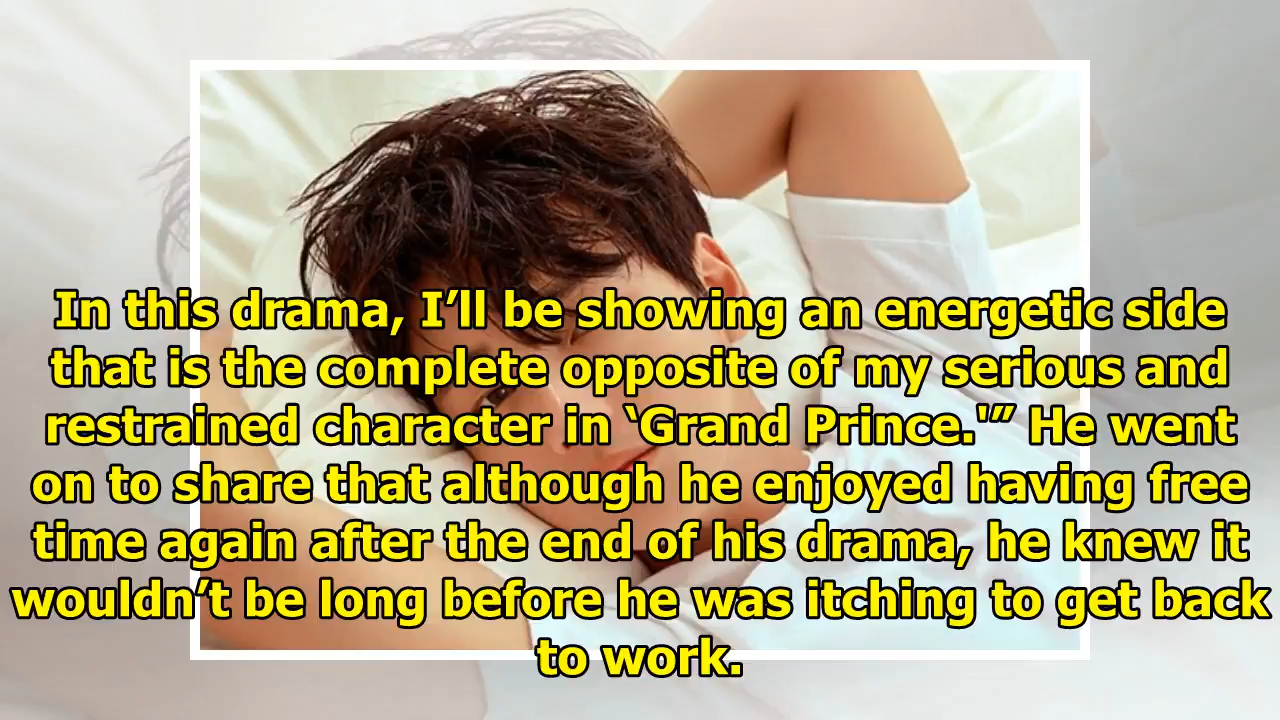 In this drama, I’ll be showing an energetic side
that is the complete opposite of my serious and
restrained character in ‘Grand Prince.'” He went
on to share that although he enjoyed having free
time again after the end of his drama, he knew it
wouldn’t be long before he was itching to get back
to work.